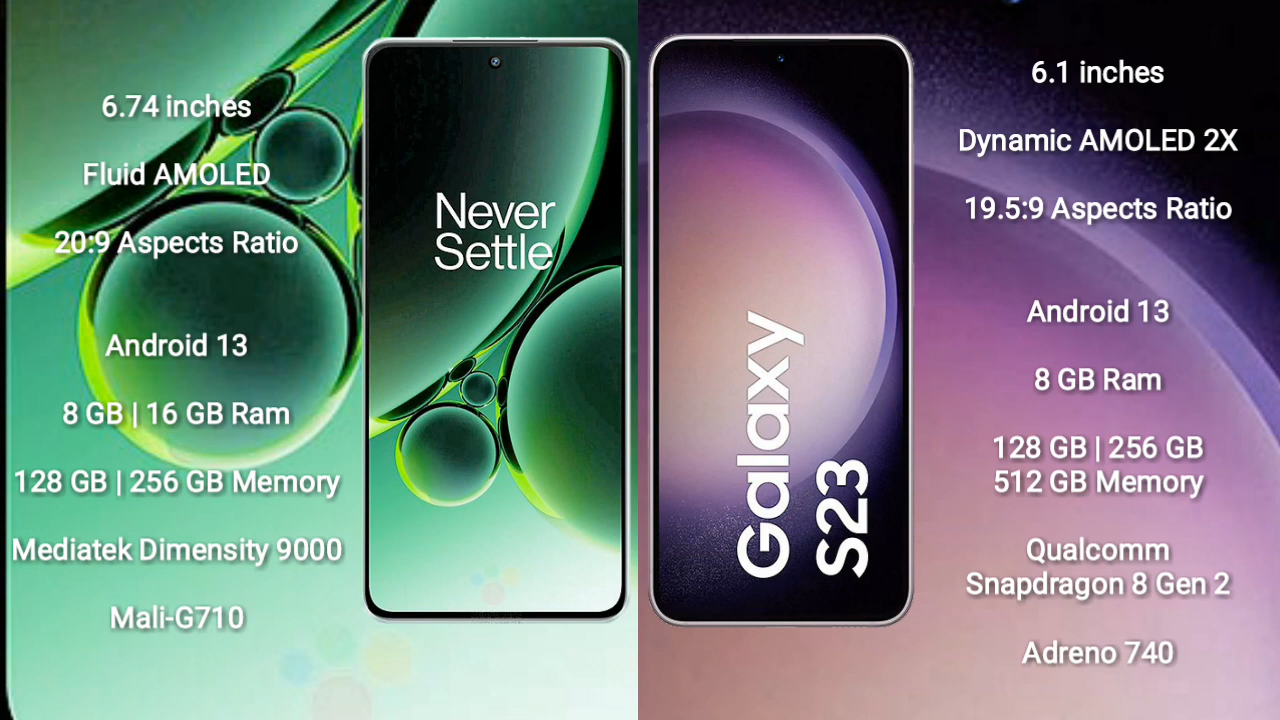 6.74 inches
Fluid AMOLED
20:9 Aspects Ratio
Android 13
8 GB | 16 GB Ram
128 GB | 256 GB Memory
Mediatek Dimensity 9000
Mali-G710
Never
Settle
Galaxy
S23
6.1 inches
Dynamic AMOLED 2X
19.5:9 Aspects Ratio
Android 13
8 GB Ram
128 GB | 256 GB
512 GB Memory
Qualcomm
Snapdragon 8 Gen 2
Adreno 740